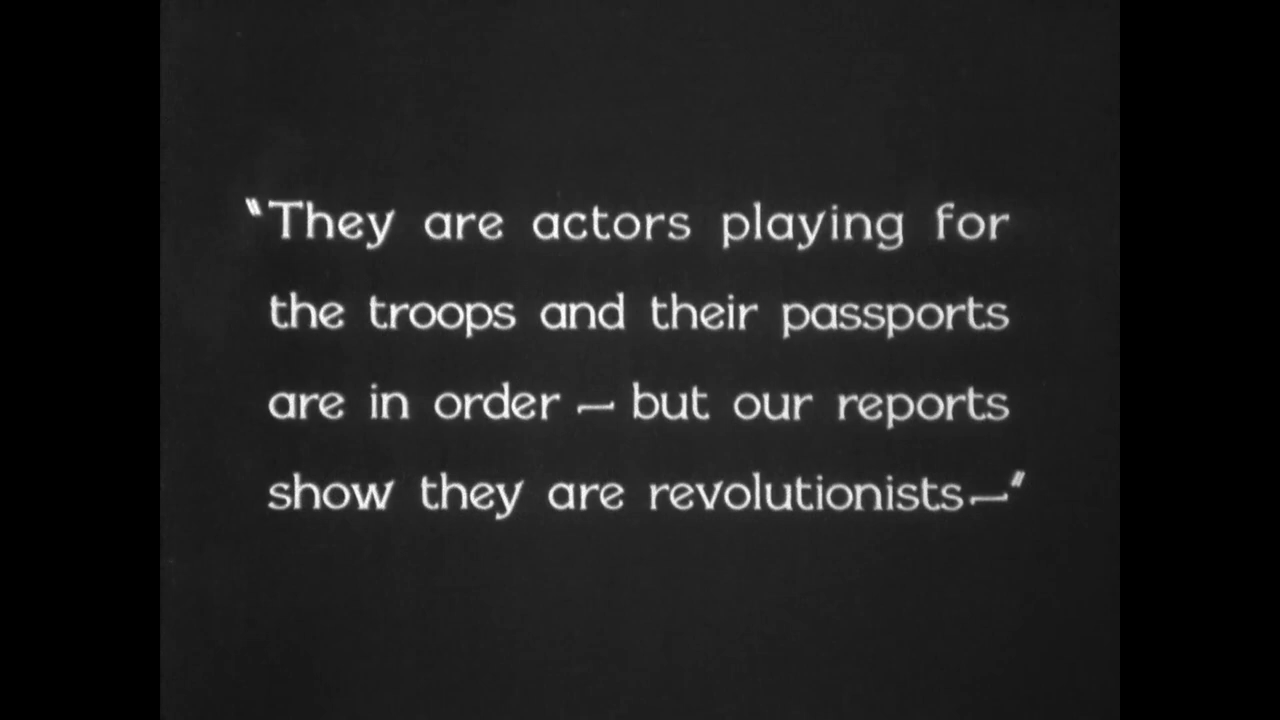 "They are actors playing for
the troops and their passports
are in order — but our reports
show they are revolutionists—"